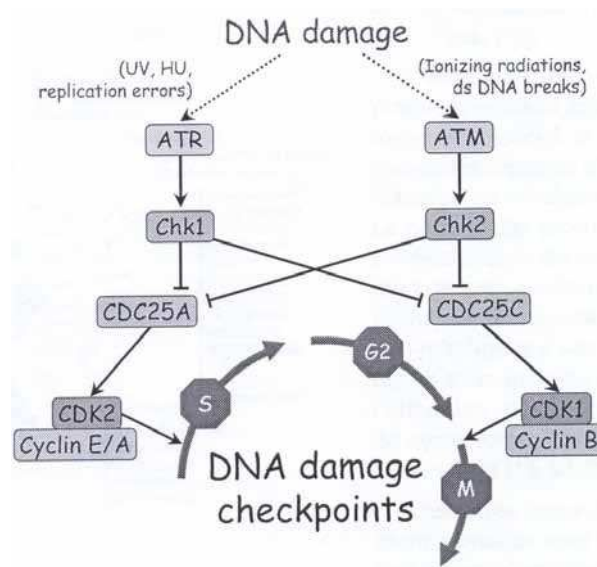 DNA damage
(UV, HU,
replication errors)
(Ionizing radiations,
ds DNA breaks)
ATR
ATM
Chk1
Chk2
CDC25A
CDC25C
G2
S
CDK2
Cyclin E/A
CDK1
Cyclin B
DNA damage
checkpoints
M